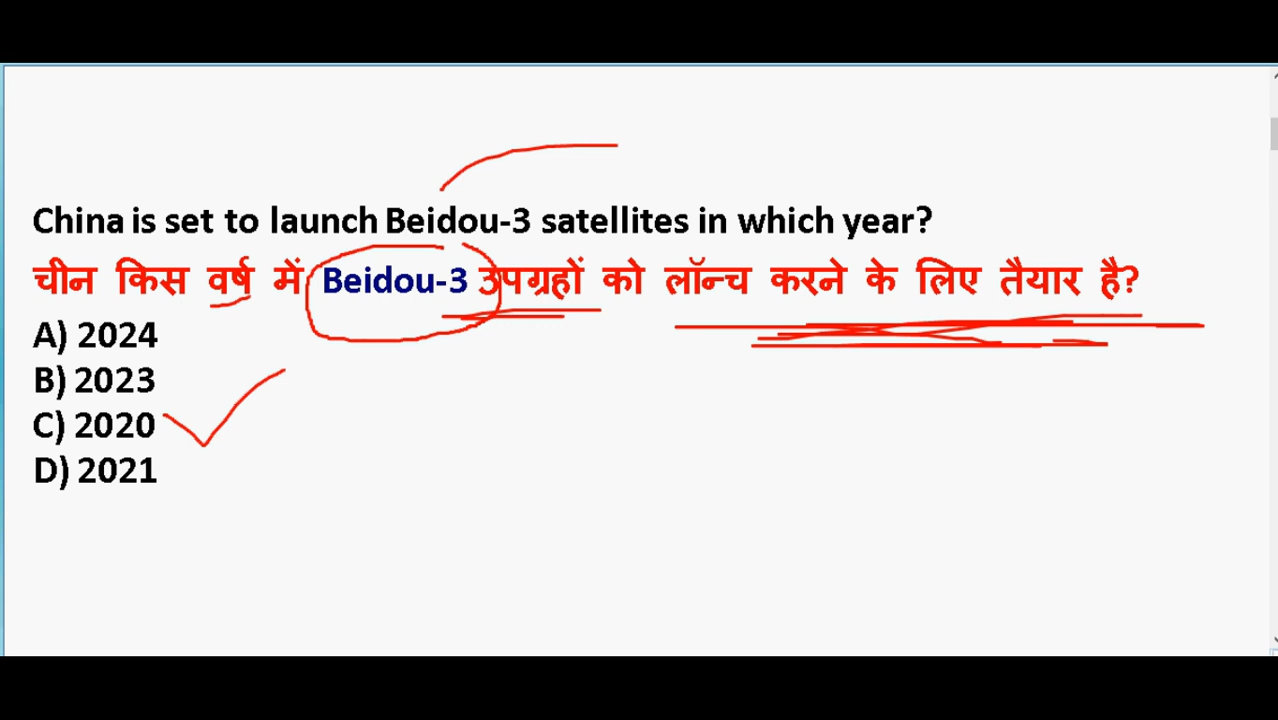 China is set to launch Beidou-3 satellites in which year?
चीन किस वर्ष में Beidou-3 उपग्रहों को लॉन्च करने के लिए तैयार है?
A) 2024
B) 2023
C) 2020
D) 2021